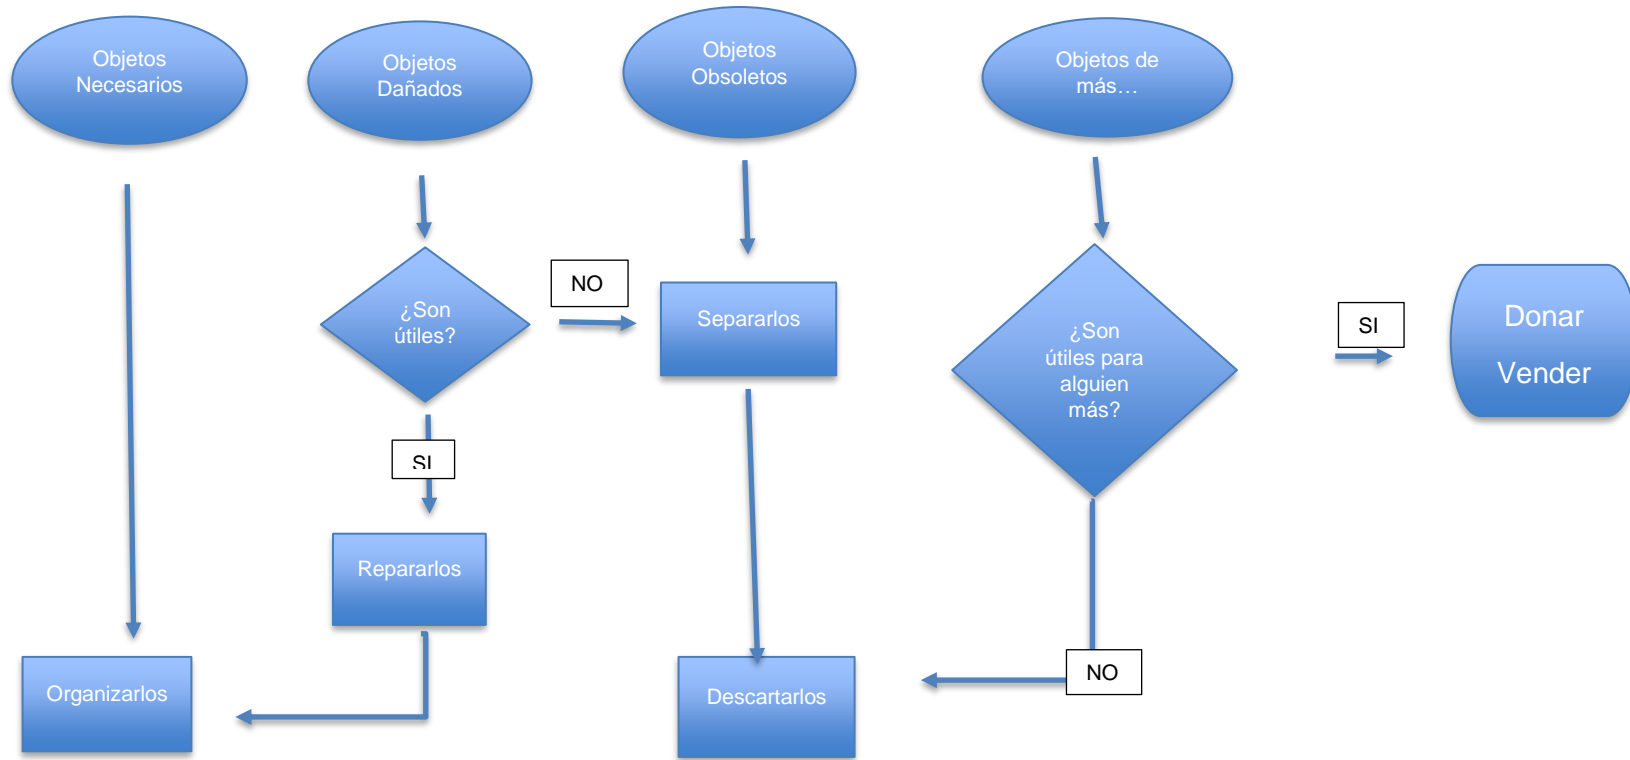 Objetos
Necesarios
Objetos
Dañados
Objetos
Obsoletos
Objetos de
más…
¿Son
útiles?
NO
Separarlos
¿Son
útiles para
alguien
más?
SI
Donar
Vender
SI
Repararlos
Organizarlos
Descartarlos
NO